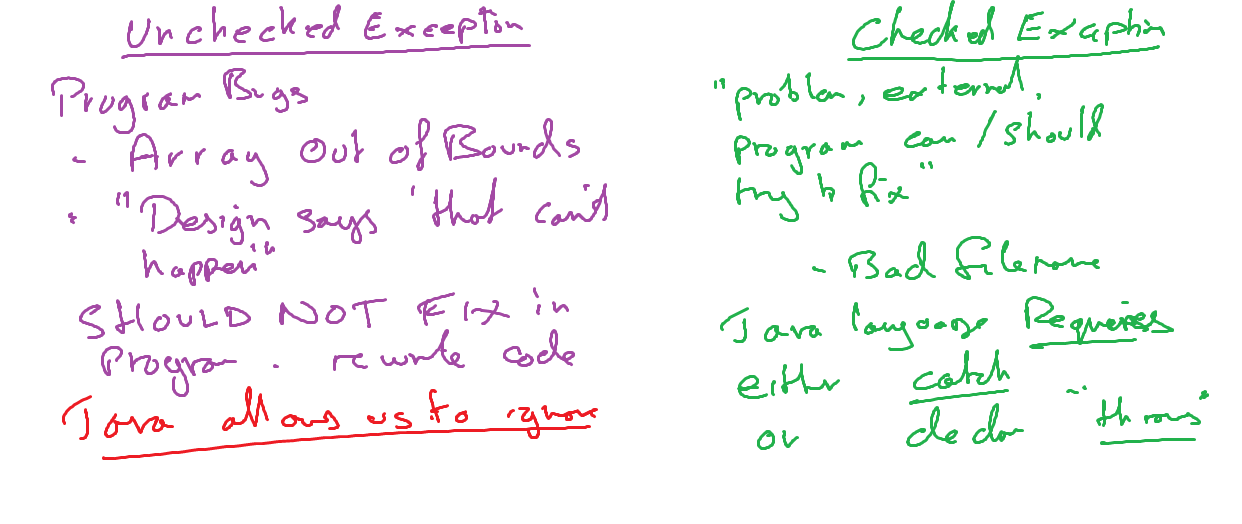 Unchecked Exception
Program Bugs
- Array Out of Bounds
- "Design says 'that can't
happen'"
SHOULD NOT FIX in
Program. rewrite code
Java allows us to ignore
Checked Exception
"problem, external,
program can/should
try to fix"
- Bad filename
Java language Requires
either catch
or declare "throws"